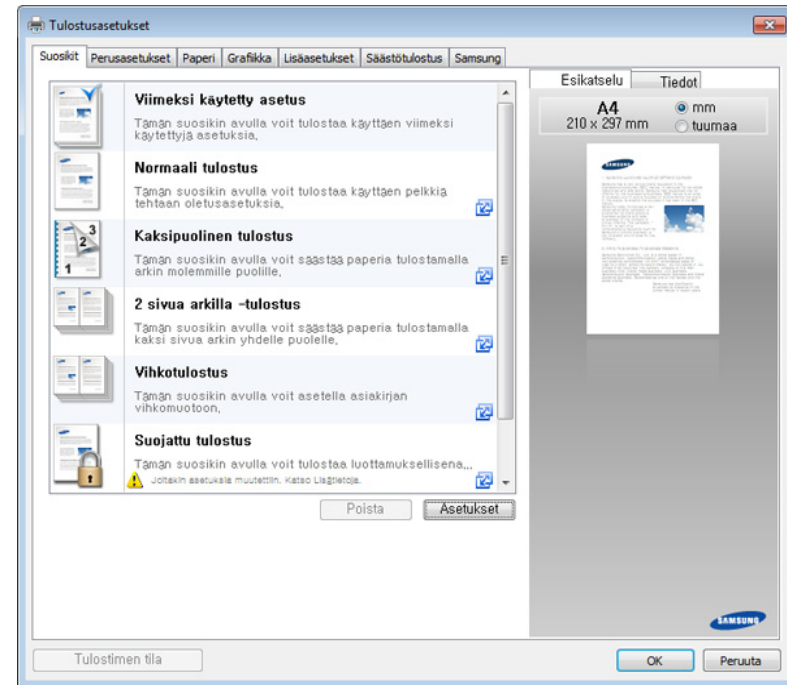 Tulostusasetukset
Suosikit Perusasetukset Paperi Grafiikka Lisäasetukset Säästötulostus Samsung
Viimeksi käytetty asetus
Tämän suosikin avulla voit tulostaa käyttäen viimeksi
käytettyjä asetuksia.
Normaali tulostus
Tämän suosikin avulla voit tulostaa käyttäen pelkkiä
tehtaan oletusasetuksia.
Kaksipuolinen tulostus
Tämän suosikin avulla voit säästää paperia tulostamalla
arkin molemmille puolille.
2 sivua arkilla -tulostus
Tämän suosikin avulla voit säästää paperia tulostamalla
kaksi sivua arkin yhdelle puolelle.
Vihkotulostus
Tämän suosikin avulla voit asetella asiakirjan
vihkomuotoon.
Suojattu tulostus
Tämän suosikin avulla voit tulostaa luottamuksellisena...
Joitakin asetuksia muutettiin. Katso Lisätietoja.
Poista Asetukset
Esikatselu Tiedot
A4
210 x 297 mm
mm
tuumaa
SAMSUNG
Tulostimen tila
OK Peruuta